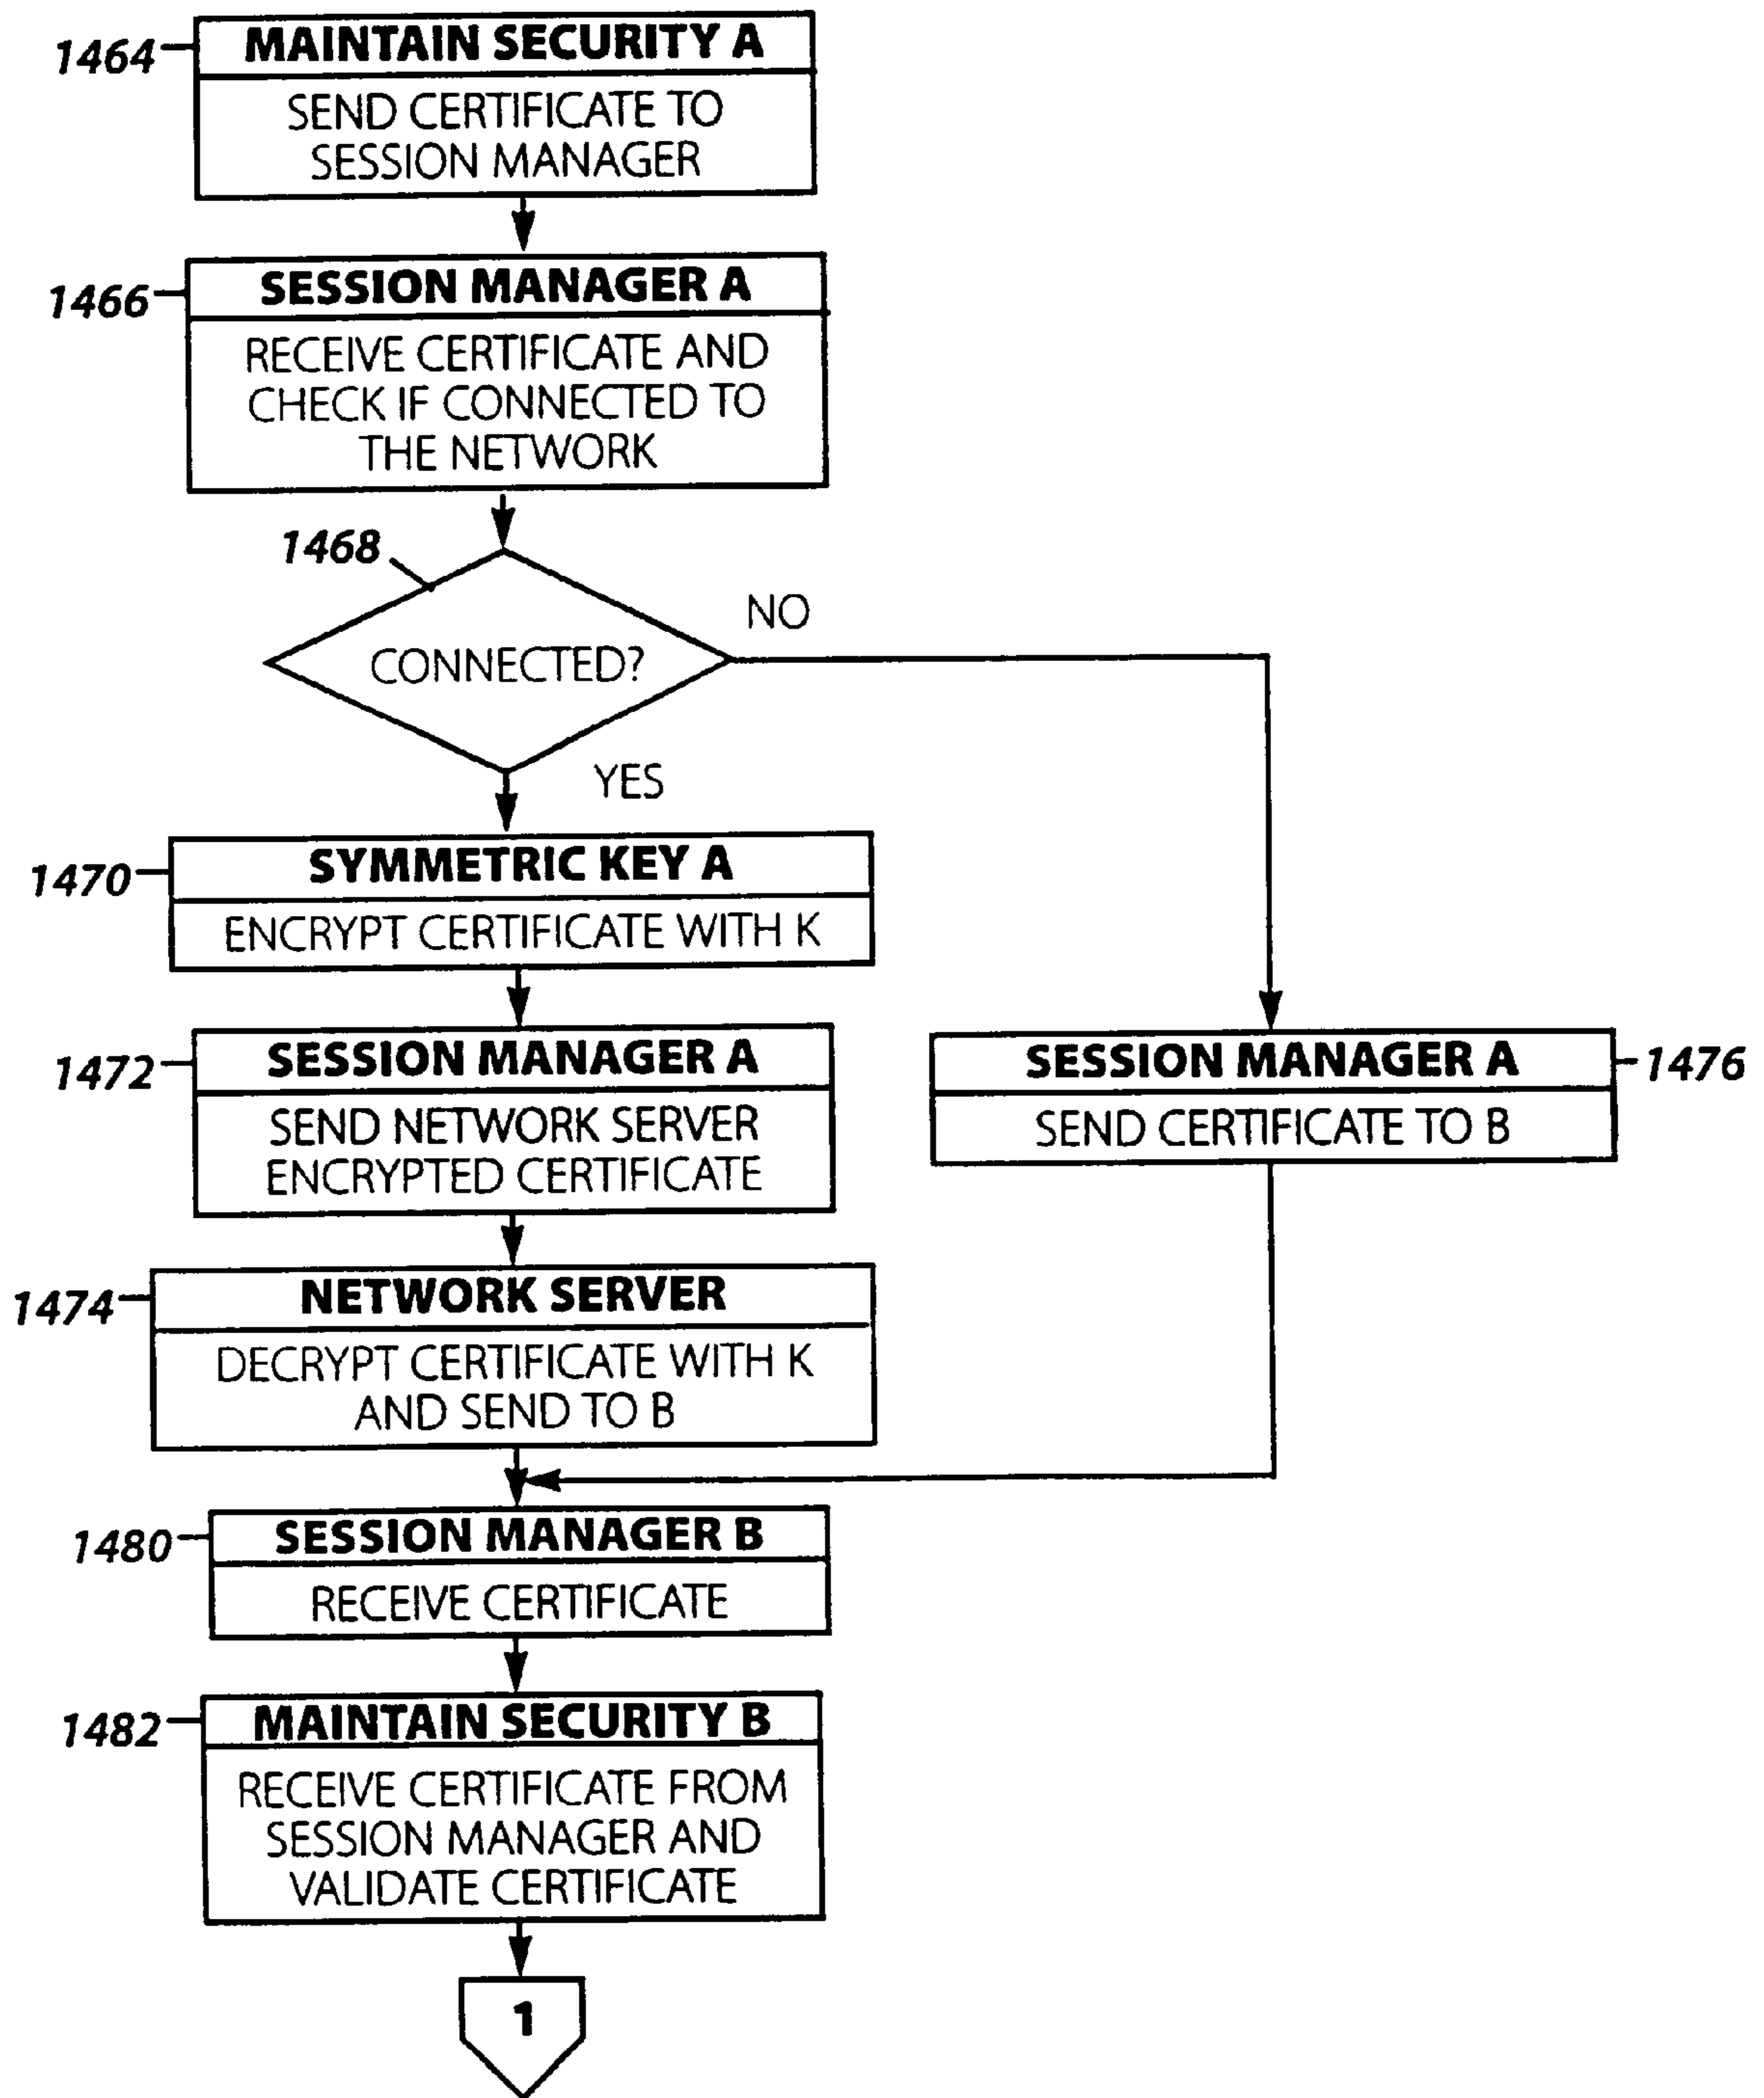 1464
MAINTAIN SECURITY A
SEND CERTIFICATE TO
SESSION MANAGER
1466
SESSION MANAGER A
RECEIVE CERTIFICATE AND
CHECK IF CONNECTED TO
THE NETWORK
1468
CONNECTED?
NO
YES
1470
SYMMETRIC KEY A
ENCRYPT CERTIFICATE WITH K
1472
SESSION MANAGER A
SEND NETWORK SERVER
ENCRYPTED CERTIFICATE
SESSION MANAGER A
1476
SEND CERTIFICATE TO B
1474
NETWORK SERVER
DECRYPT CERTIFICATE WITH K
AND SEND TO B
1480
SESSION MANAGER B
RECEIVE CERTIFICATE
1482
MAINTAIN SECURITY B
RECEIVE CERTIFICATE FROM
SESSION MANAGER AND
VALIDATE CERTIFICATE
1